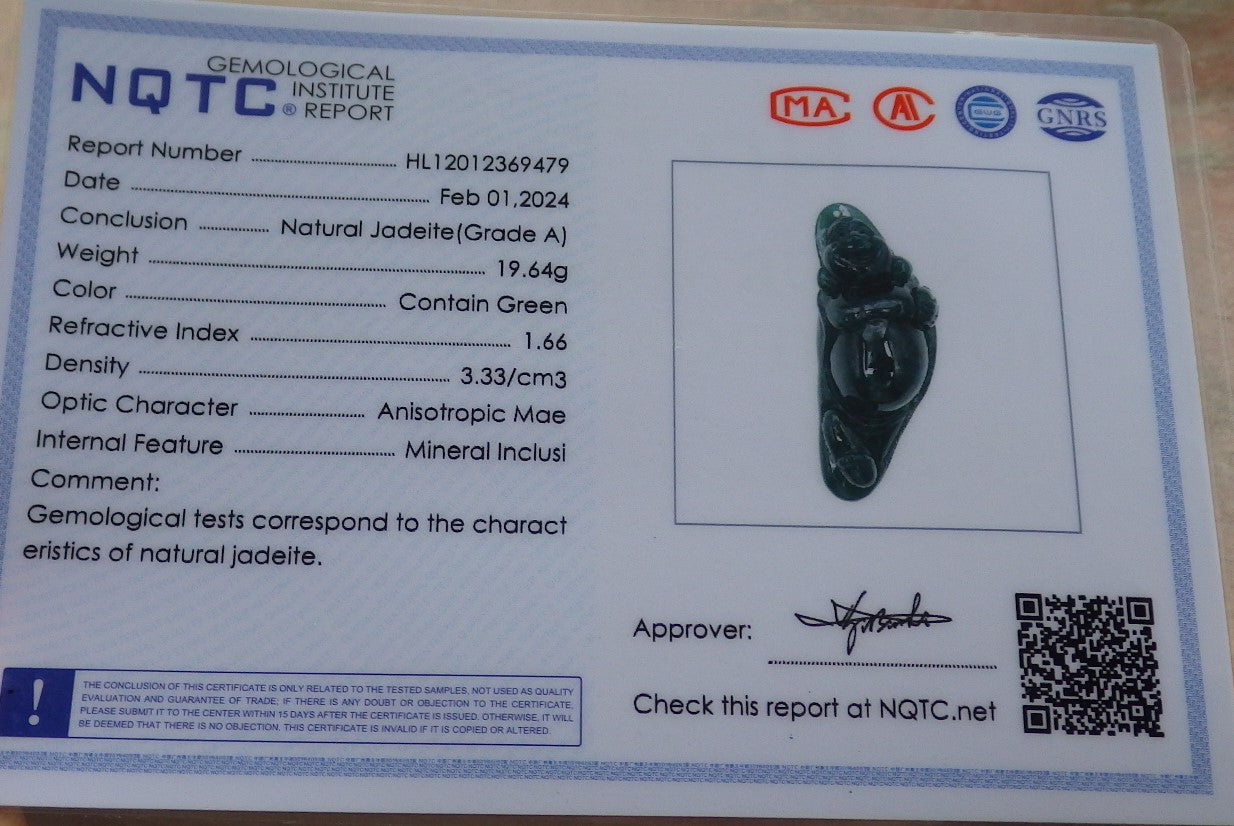 NQTC® GEMOLOGICAL INSTITUTE REPORT
MA
AL
GNRS
Report Number HL12012369479
Date Feb 01,2024
Conclusion Natural Jadeite(Grade A)
Weight 19.64g
Color Contain Green
Refractive Index 1.66
Density 3.33/cm3
Optic Character Anisotropic Mae
Internal Feature Mineral Inclusi
Comment:
Gemological tests correspond to the charact
eristics of natural jadeite.
!
THE CONCLUSION OF THIS CERTIFICATE IS ONLY RELATED TO THE TESTED SAMPLES, NOT USED AS QUALITY
EVALUATION AND GUARANTEE OF TRADE; IF THERE IS ANY DOUBT OR OBJECTION TO THE CERTIFICATE,
PLEASE SUBMIT IT TO THE CENTER WITHIN 15 DAYS AFTER THE CERTIFICATE IS ISSUED. OTHERWISE, IT WILL
BE DEEMED THAT THERE IS NO OBJECTION. THIS CERTIFICATE IS INVALID IF IT IS COPIED OR ALTERED.
Approver:
Check this report at NQTC.net